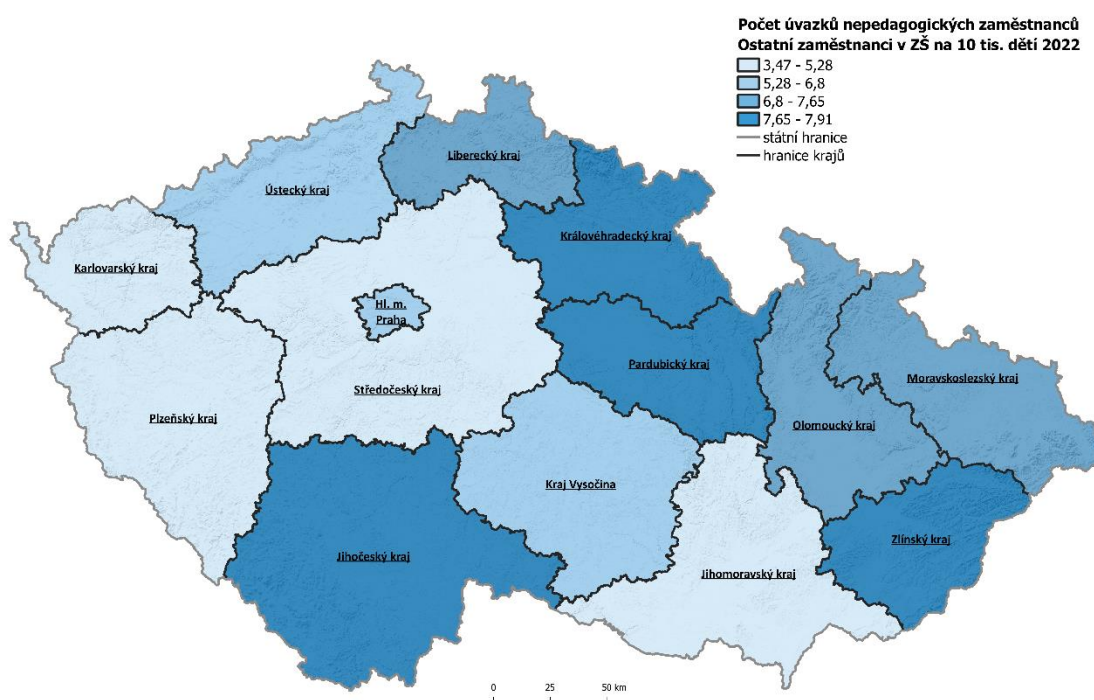 Počet úvazků nepedagogických zaměstnanců
Ostatní zaměstnanci v ZŠ na 10 tis. dětí 2022
3,47 - 5,28
5,28 - 6,8
6,8 - 7,65
7,65 - 7,91
státní hranice
hranice krajů
Liberecký kraj
Ústecký kraj
Královéhradecký kraj
Karlovarský kraj
Hl. m.
Praha
Pardubický kraj
Moravskoslezský kraj
Středočeský kraj
Plzeňský kraj
Olomoucký kraj
Kraj Vysočina
Zlínský kraj
Jihočeský kraj
Jihomoravský kraj
0 25 50 km